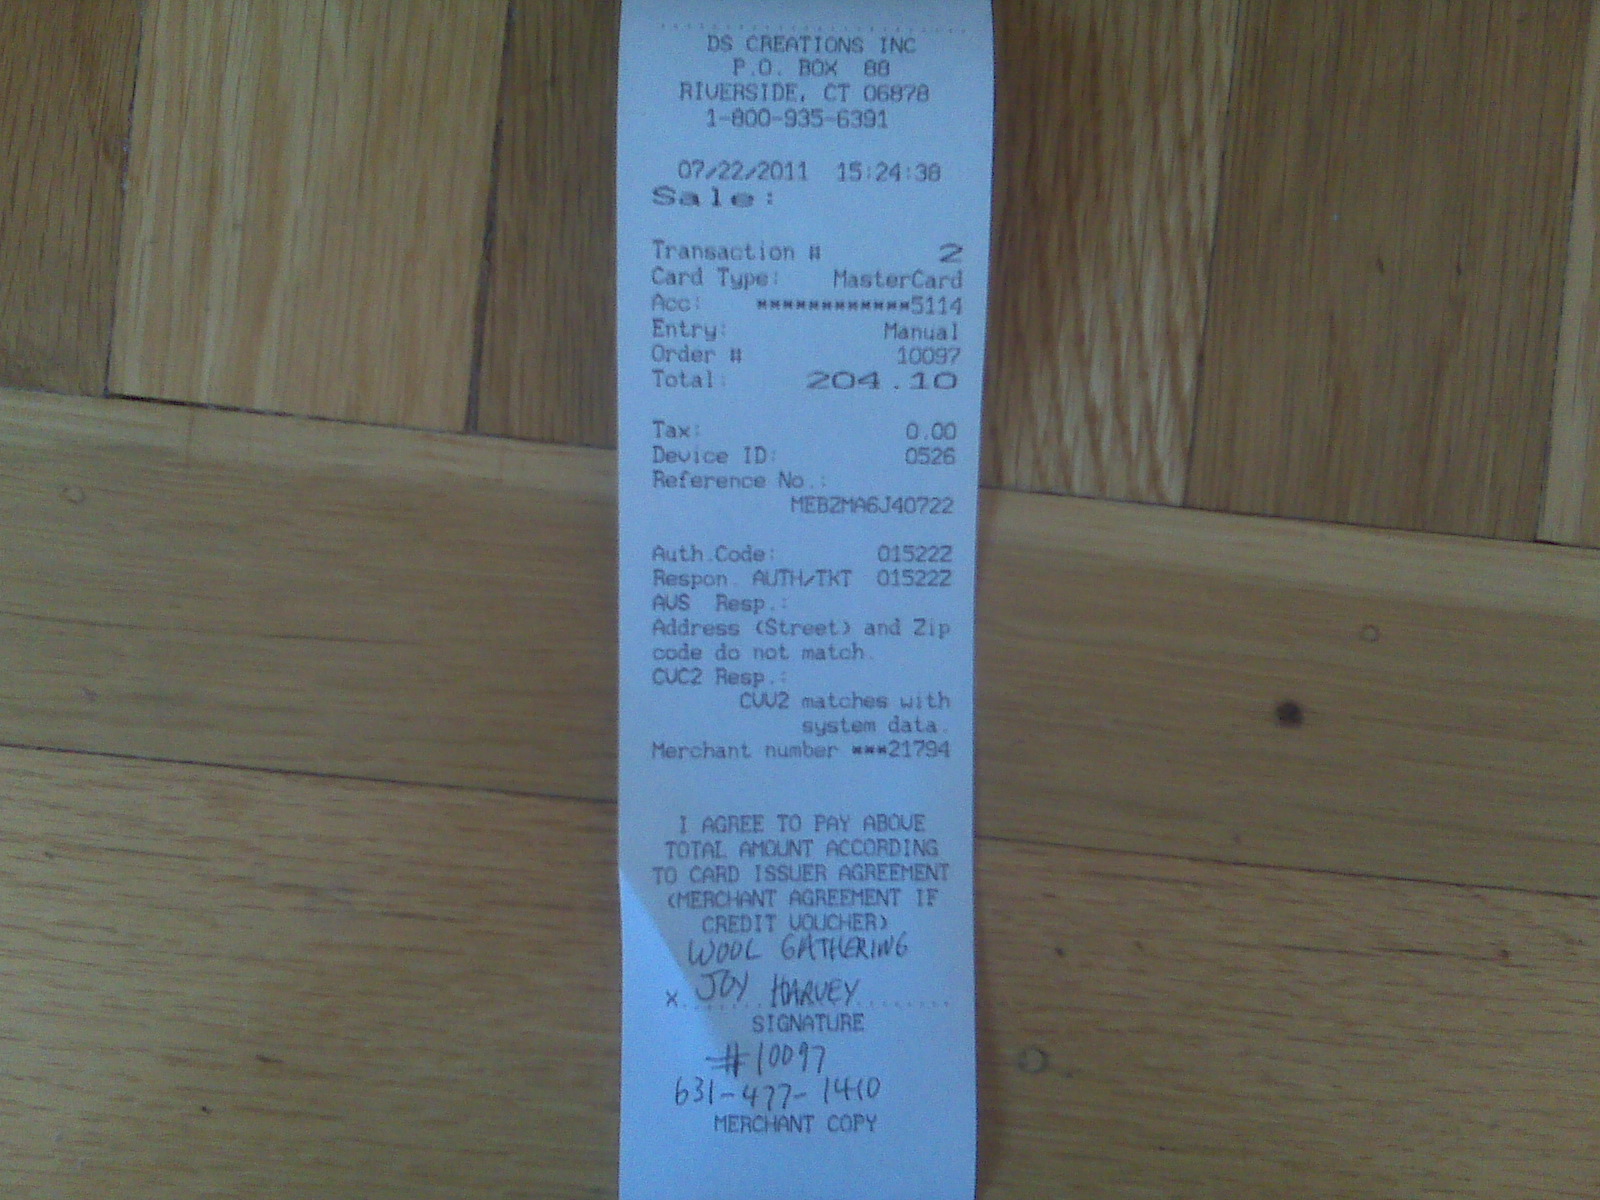 DS CREATIONS INC
P.O. BOX 88
RIVERSIDE, CT 06878
1-800-935-6391
07/22/2011 15:24:38
Sale:
Transaction # 2
Card Type: MasterCard
Acc: ************5114
Entry: Manual
Order # 10097
Total: 204.10
Tax: 0.00
Device ID: 0526
Reference No.:
MEBZMA6J40722
Auth.Code: 01522Z
Respon. AUTH/TKT 01522Z
AVS Resp.:
Address (Street) and Zip
code do not match.
CVC2 Resp.:
CVV2 matches with
system data.
Merchant number ***21794
I AGREE TO PAY ABOVE
TOTAL AMOUNT ACCORDING
TO CARD ISSUER AGREEMENT
(MERCHANT AGREEMENT IF
CREDIT VOUCHER)
WOOL GATHERING
X JOY HARVEY
SIGNATURE
#10097
631-477-1410
MERCHANT COPY